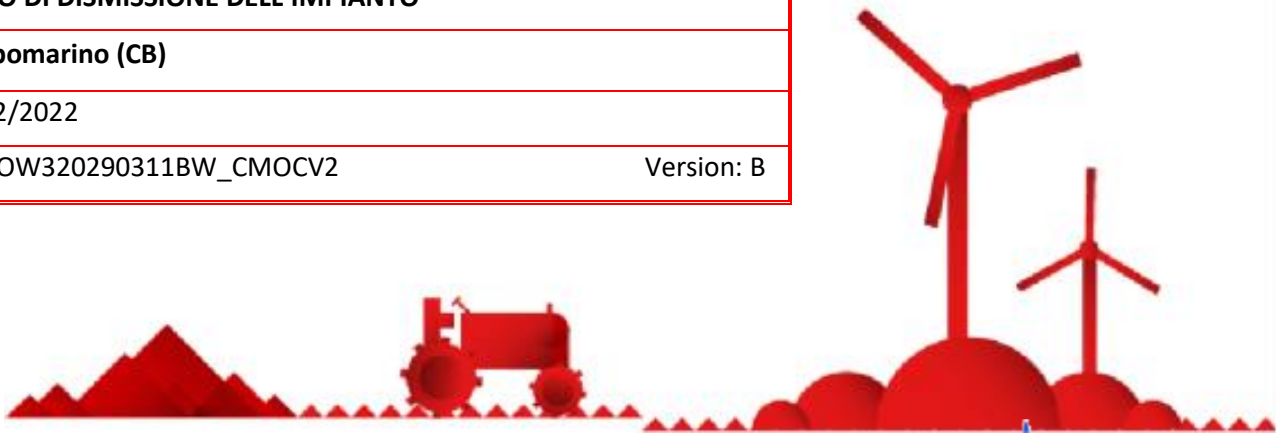 DI DISMISSIONE DELL'IMPIANTO
pomarino (CB)
2/2022
OW320290311BW_CMOCV2 Version: B